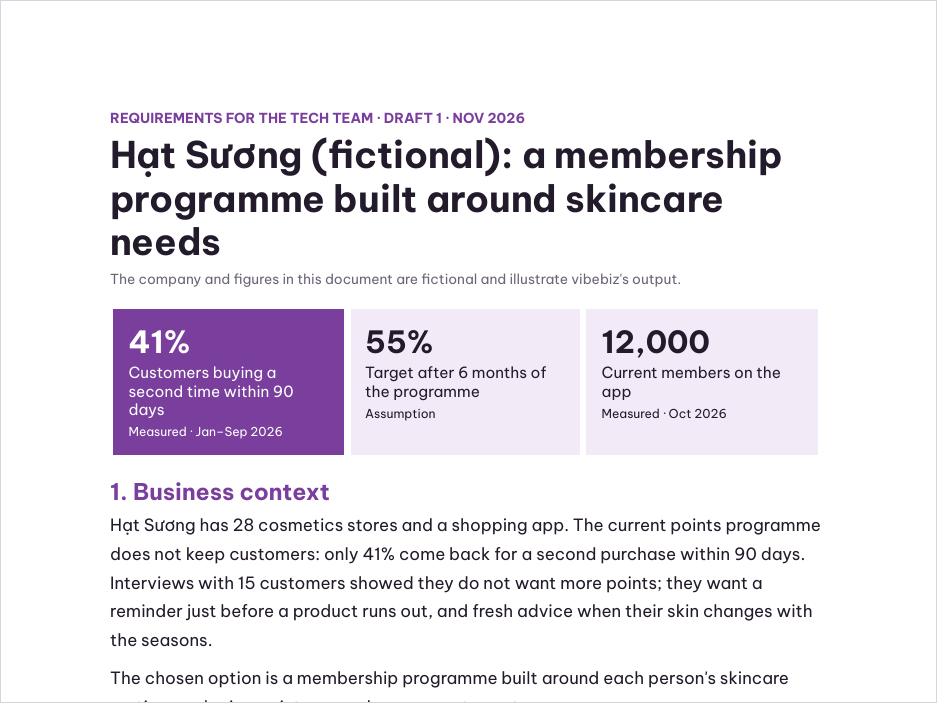 REQUIREMENTS FOR THE TECH TEAM · DRAFT 1 · NOV 2026
Hạt Sương (fictional): a membership
programme built around skincare
needs
The company and figures in this document are fictional and illustrate vibebiz's output.
41%
Customers buying a
second time within 90
days
Measured · Jan–Sep 2026
55%
Target after 6 months of
the programme
Assumption
12,000
Current members on the
app
Measured · Oct 2026
1. Business context
Hạt Sương has 28 cosmetics stores and a shopping app. The current points programme
does not keep customers: only 41% come back for a second purchase within 90 days.
Interviews with 15 customers showed they do not want more points; they want a
reminder just before a product runs out, and fresh advice when their skin changes with
the seasons.
The chosen option is a membership programme built around each person's skincare